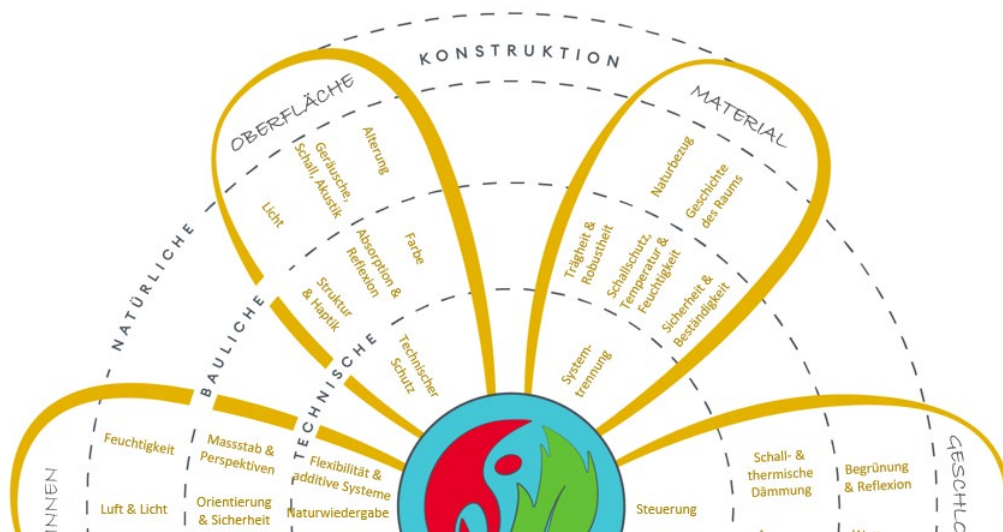 KONSTRUKTION
OBERFLÄCHE
Alterung
Geräusche,
Schall, Akustik
Licht
Farbe
Absorption &
Reflexion
Struktur
& Haptik
Technischer
Schutz
MATERIAL
Naturbezug
Geschichte
des Raums
Trägheit &
Robustheit
Schallschutz,
Temperatur &
Feuchtigkeit
Sicherheit &
Beständigkeit
System-
trennung
NATÜRLICHE
BAULICHE
TECHNISCHE
INNEN
Feuchtigkeit
Massstab &
Perspektiven
Flexibilität &
additive Systeme
Luft & Licht
Orientierung
& Sicherheit
Naturwiedergabe
Steuerung
Schall- &
thermische
Dämmung
Begrünung
& Reflexion
GESCHLO